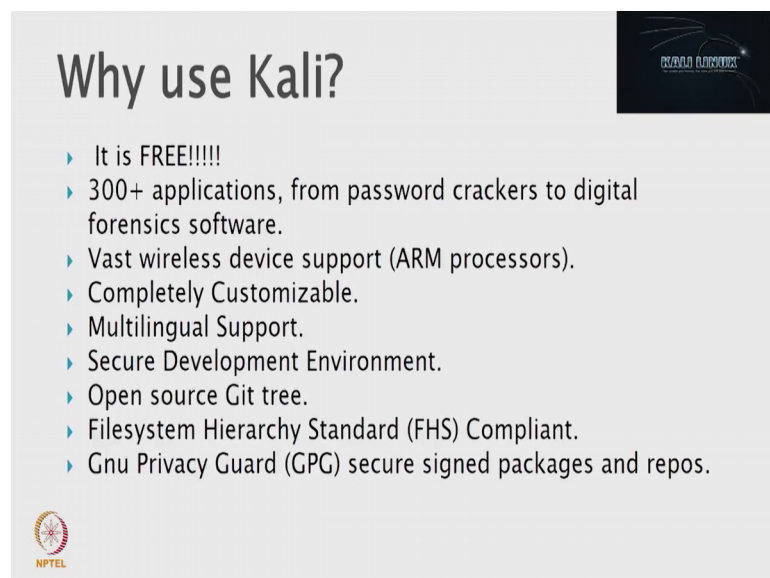 Why use Kali?
KALI LINUX
It is FREE!!!!!
300+ applications, from password crackers to digital
forensics software.
Vast wireless device support (ARM processors).
Completely Customizable.
Multilingual Support.
Secure Development Environment.
Open source Git tree.
Filesystem Hierarchy Standard (FHS) Compliant.
Gnu Privacy Guard (GPG) secure signed packages and repos.
NPTEL